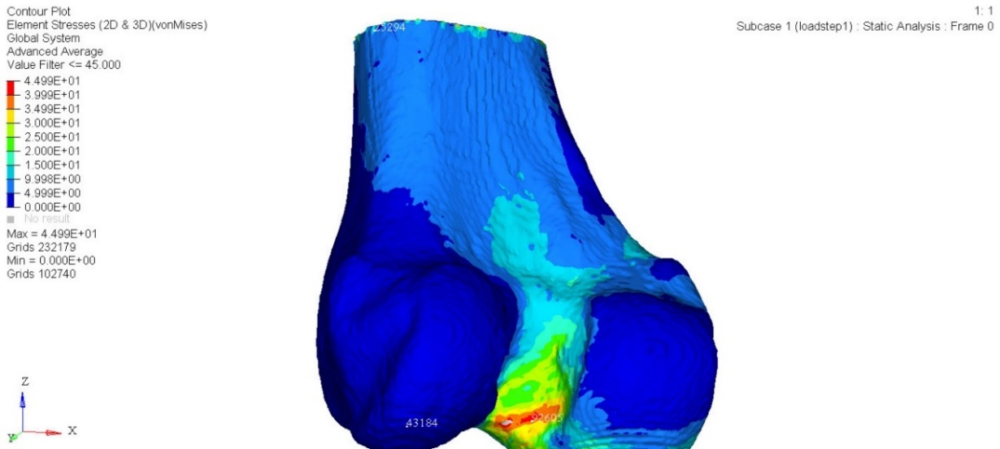 Contour Plot
Element Stresses (2D & 3D)(vonMises)
Global System
Advanced Average
Value Filter <= 45.000
4.499E+01
3.999E+01
3.499E+01
3.000E+01
2.500E+01
2.000E+01
1.500E+01
9.998E+00
4.999E+00
0.000E+00
No result
Max = 4.499E+01
Grids 232179
Min = 0.000E+00
Grids 102740
1: 1
Subcase 1 (loadstep1) : Static Analysis : Frame 0
25294
43184
92605
Z
X
Y